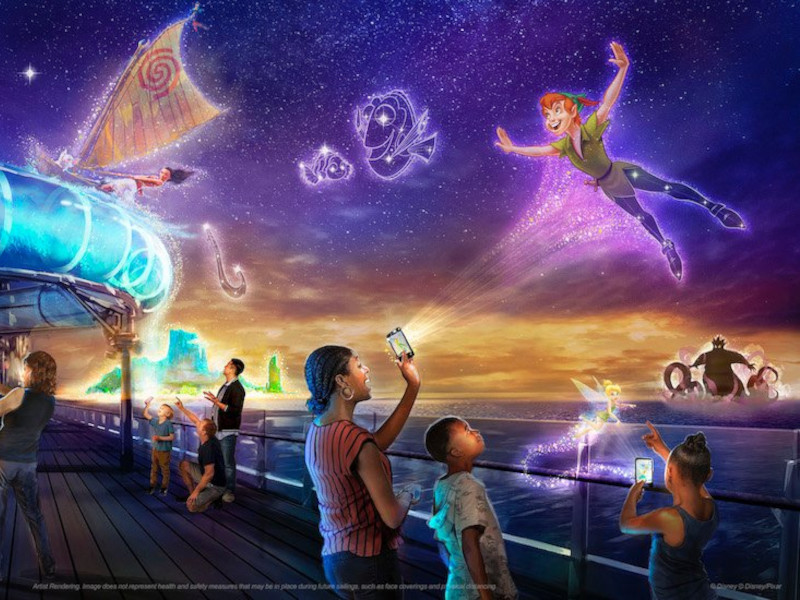 Artist Rendering. Image does not represent health and safety measures that may be in place during future sailings, such as face coverings and physical distancing.
© Disney © Disney/Pixar